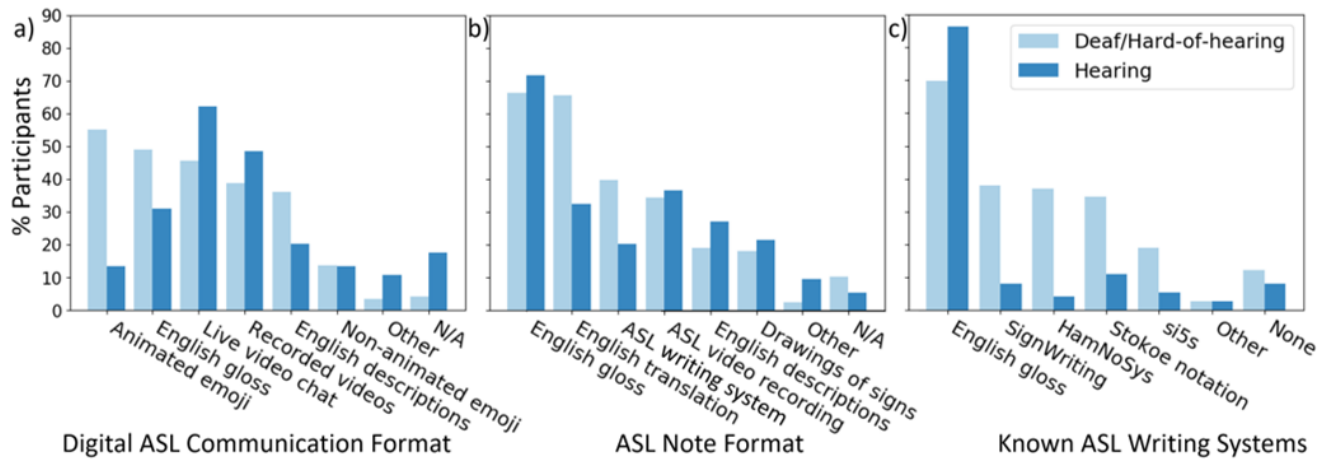 a)
% Participants
90
80
70
60
50
40
30
20
10
0
Animated emoji
English gloss
Live video chat
Recorded videos
English descriptions
Non-animated emoji
Other
N/A
Digital ASL Communication Format
b)
English gloss
English translation
ASL writing system
ASL video recording
English descriptions
Drawings of signs
Other
N/A
ASL Note Format
c)
Deaf/Hard-of-hearing
Hearing
English gloss
SignWriting
HamNoSys
Stokoe notation
si5s
Other
None
Known ASL Writing Systems